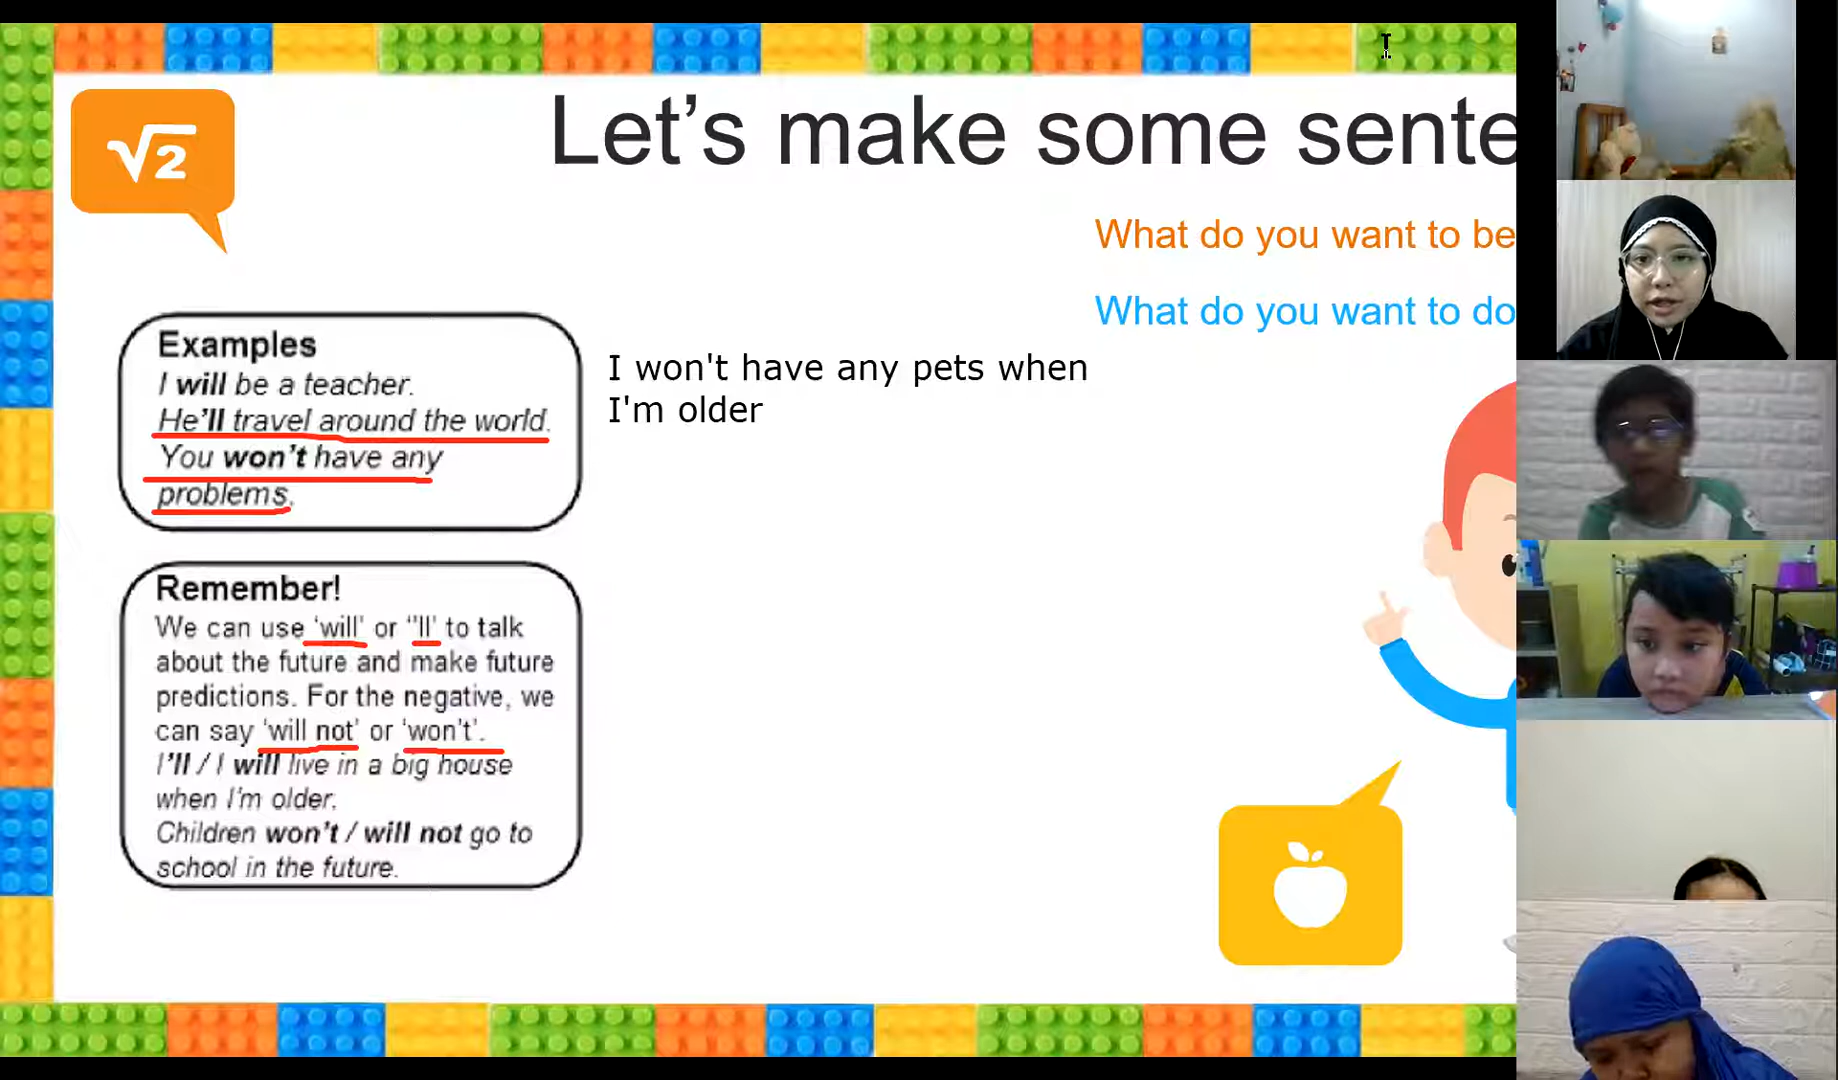 √2
Let's make some sente
What do you want to be
What do you want to do
Examples
I will be a teacher.
He'll travel around the world.
You won't have any
problems.
I won't have any pets when
I'm older
Remember!
We can use 'will' or ''ll' to talk
about the future and make future
predictions. For the negative, we
can say 'will not' or 'won't'.
I'll / I will live in a big house
when I'm older.
Children won't / will not go to
school in the future.